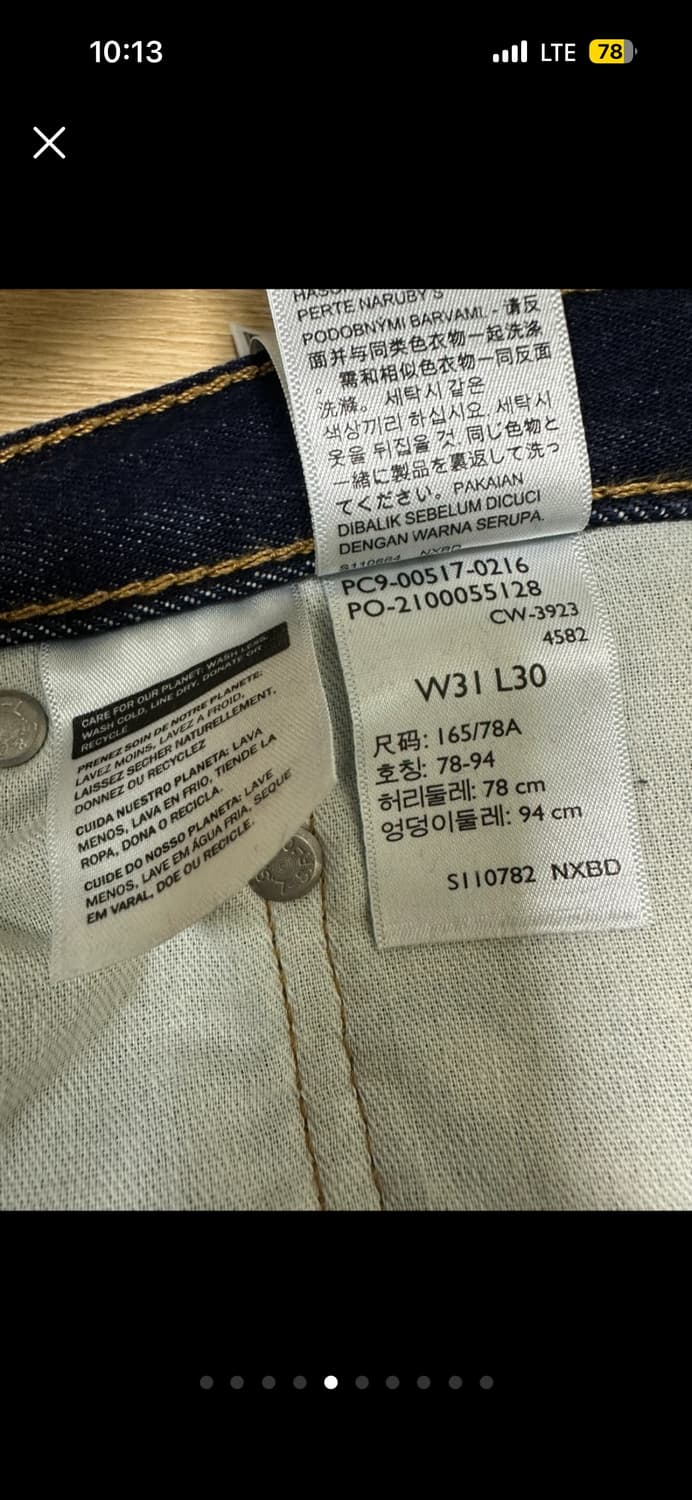 10:13
LTE
78
PERTE NARUBY S
PODOBNÝMI BARVAMI. - 请反
面并与同类色衣物一起洗涤
。 需和相似色衣物一同反面
洗滌。 세탁시 같은
색상끼리 하십시요 세탁시
옷을 뒤집을 것 同じ色物と
一緒に製品を裏返して洗っ
てください。PAKAIAN
DIBALIK SEBELUM DICUCI
DENGAN WARNA SERUPA.
NXBD
CARE FOR OUR PLANET: WASH LESS,
WASH COLD, LINE DRY, DONATE OR
RECYCLE
PRENEZ SOIN DE NOTRE PLANETE:
LAVEZ MOINS, LAVEZ A FROID,
LAISSEZ SECHER NATURELLEMENT,
DONNEZ OU RECYCLEZ
CUIDA NUESTRO PLANETA: LAVA
MENOS, LAVA EN FRIO, TIENDE LA
ROPA, DONA O RECICLA.
CUIDE DO NOSSO PLANETA: LAVE
MENOS, LAVE EM ÁGUA FRIA, SEQUE
EM VARAL, DOE OU RECICLE.
PC9-00517-0216
PO-2100055128
CW-3923
4582
W31 L30
尺码: 165/78A
호칭: 78-94
허리둘레: 78 cm
엉덩이둘레: 94 cm
S110782 NXBD